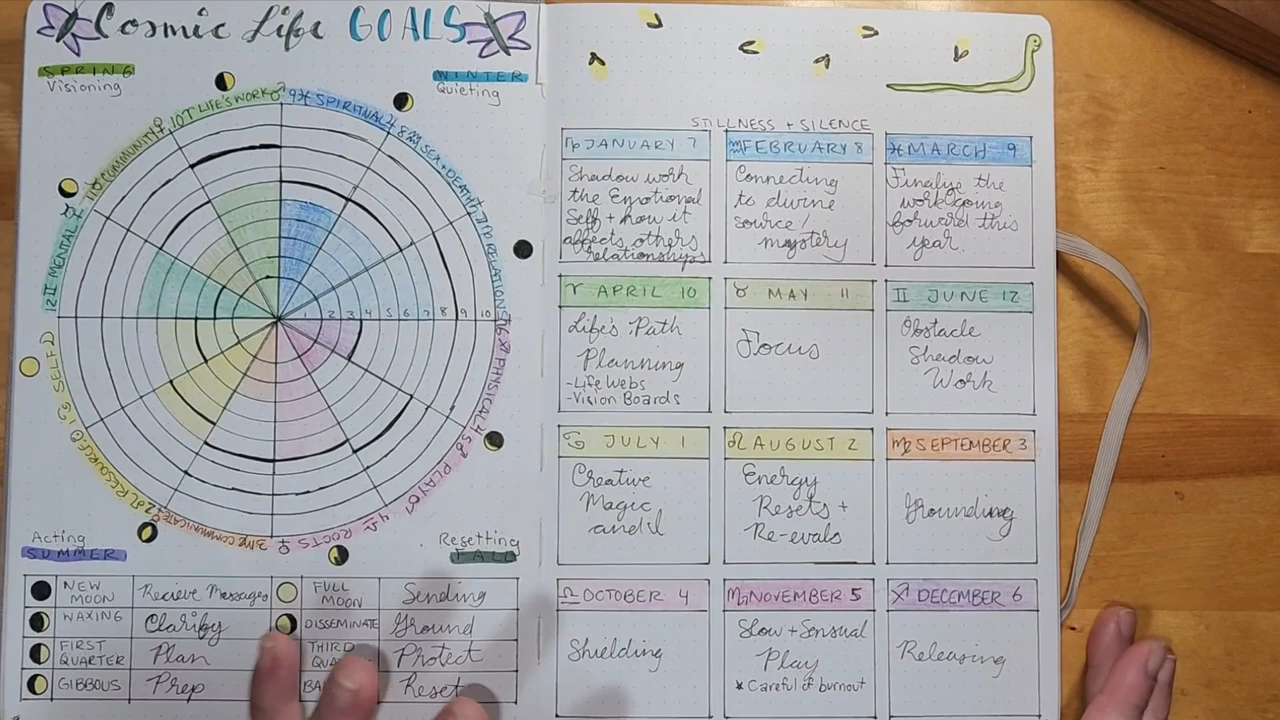 Cosmic Life GOALS
SPRING
Visioning
WINTER
Quieting
10 ♈ LIFE'S WORK ♂
9 ♓ SPIRITUAL ♃
8 ♒ SEX + DEATH
7 ♑ RELATIONS
6 ♐ PHYSICAL ♃
5 PLAY
4 ♎ ROOTS ♀
3 ♍ COMMUNICATE
2 ♌ RESOURCE
1 ♋ SELF
12 ♊ MENTAL
11 ♉ COMMUNITY ♀
1 2 3 4 5 6 7 8 9 10
Acting
SUMMER
Resetting
FALL
NEW MOON
Recieve Messages
FULL MOON
Sending
WAXING
Clarify
DISSEMINATE
Ground
FIRST QUARTER
Plan
THIRD
Protect
GIBBOUS
Prep
Reset
STILLNESS + SILENCE
♑ JANUARY 7
Shadow work
the Emotional
Self + how it
affects others
relationships
♒ FEBRUARY 8
Connecting
to divine
source /
mystery
♓ MARCH 9
Finalize the
work going
forward this
year.
♈ APRIL 10
Life's Path
Planning
-Life Webs
-Vision Boards
♉ MAY 11
Focus
♊ JUNE 12
Obstacle
Shadow
Work
♋ JULY 1
Creative
Magic
♌ AUGUST 2
Energy
Resets +
Re-evals
♍ SEPTEMBER 3
Grounding
♎ OCTOBER 4
Shielding
♏ NOVEMBER 5
Slow + Sensual
Play
* Careful of burnout
♐ DECEMBER 6
Releasing